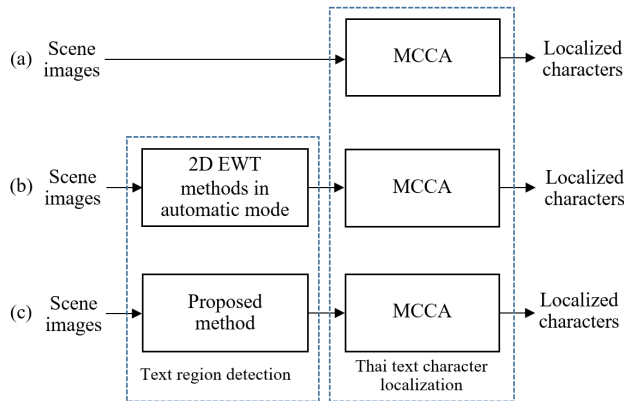 (a)
Scene
images
MCCA
Localized
characters
(b)
Scene
images
2D EWT
methods in
automatic mode
MCCA
Localized
characters
(c)
Scene
images
Proposed
method
MCCA
Localized
characters
Text region detection
Thai text character
localization